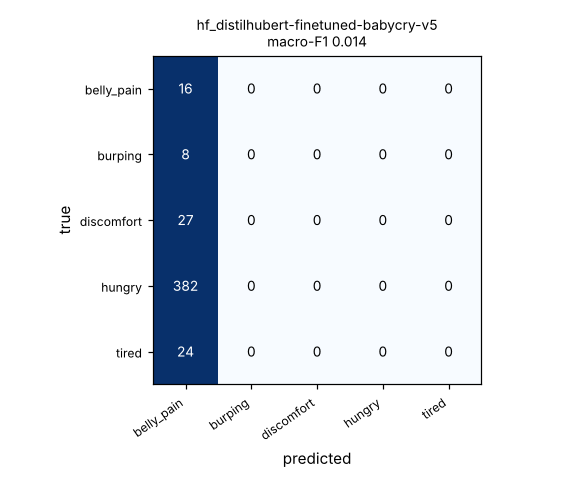 hf_distilhubert-finetuned-babycry-v5
macro-F1 0.014
belly_pain 16 0 0 0 0
burping 8 0 0 0 0
discomfort 27 0 0 0 0
hungry 382 0 0 0 0
tired 24 0 0 0 0
true
belly_pain burping discomfort hungry tired
predicted